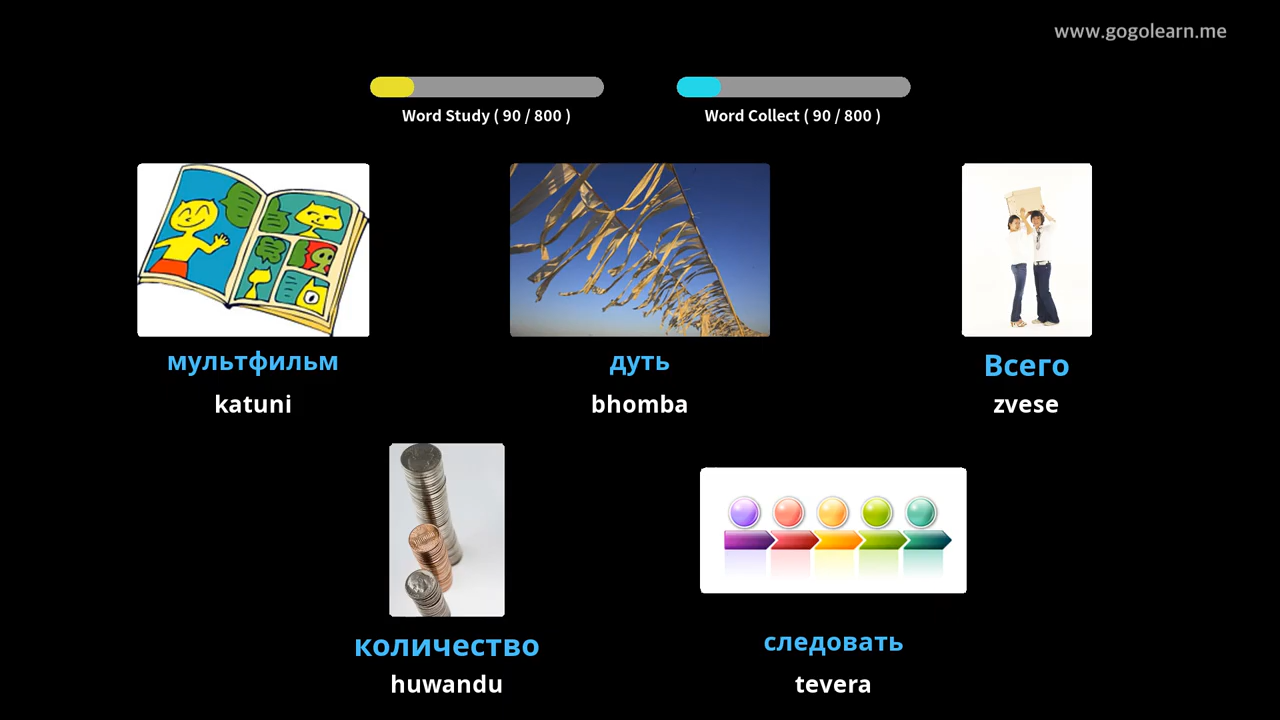 www.gogolearn.me
Word Study ( 90 / 800 )
Word Collect ( 90 / 800 )
мультфильм
дуть
Всего
katuni
bhomba
zvese
количество
следовать
huwandu
tevera